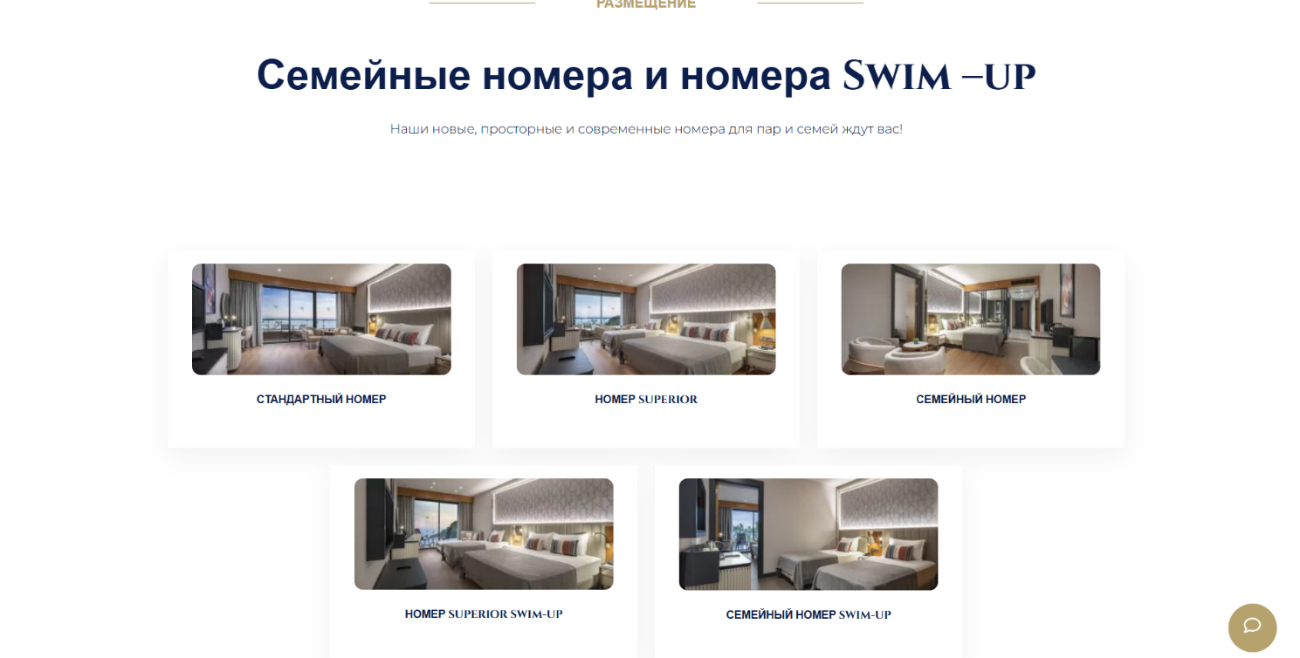 РАЗМЕЩЕНИЕ
Семейные номера и номера Swim –up
Наши новые, просторные и современные номера для пар и семей ждут вас!
СТАНДАРТНЫЙ НОМЕР
НОМЕР SUPERIOR
СЕМЕЙНЫЙ НОМЕР
НОМЕР SUPERIOR SWIM-UP
СЕМЕЙНЫЙ НОМЕР SWIM-UP